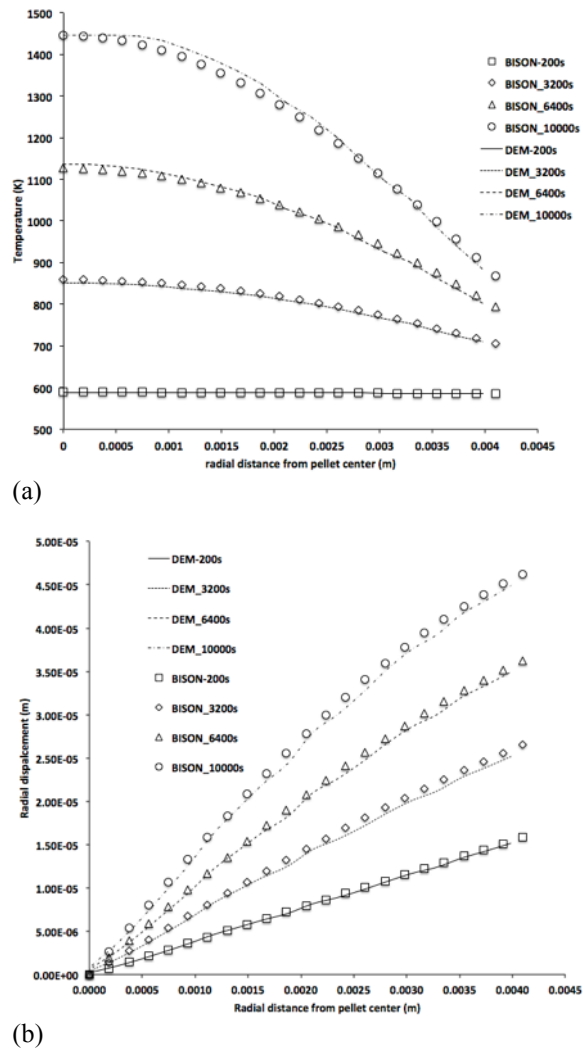 1500
1400
1300
1200
1100
1000
900
800
700
600
500
Temperature (K)
0 0.0005 0.001 0.0015 0.002 0.0025 0.003 0.0035 0.004 0.0045
radial distance from pellet center (m)
BISON-200s
BISON_3200s
BISON_6400s
BISON_10000s
DEM-200s
DEM_3200s
DEM_6400s
DEM_10000s
(a)
5.00E-05
4.50E-05
4.00E-05
3.50E-05
3.00E-05
2.50E-05
2.00E-05
1.50E-05
1.00E-05
5.00E-06
0.00E+00
Radial dispalcement (m)
DEM-200s
DEM_3200s
DEM_6400s
DEM_10000s
BISON-200s
BISON_3200s
BISON_6400s
BISON_10000s
0.0000 0.0005 0.0010 0.0015 0.0020 0.0025 0.0030 0.0035 0.0040 0.0045
Radial distance from pellet center (m)
(b)